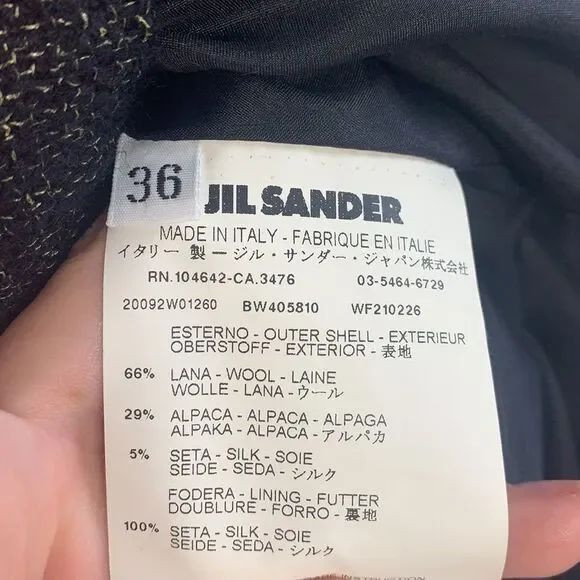 36
JIL SANDER
MADE IN ITALY - FABRIQUE EN ITALIE
イタリー 製 ージル・サンダー・ジャパン株式会社
RN.104642-CA.3476 03-5464-6729
20092W01260 BW405810 WF210226
ESTERNO - OUTER SHELL - EXTERIEUR
OBERSTOFF - EXTERIOR - 表地
66% LANA - WOOL - LAINE
WOLLE - LANA - ウール
29% ALPACA - ALPACA - ALPAGA
ALPAKA - ALPACA - アルパカ
5% SETA - SILK - SOIE
SEIDE - SEDA - シルク
FODERA - LINING - FUTTER
DOUBLURE - FORRO - 裏地
100% SETA - SILK - SOIE
SEIDE - SEDA - シルク